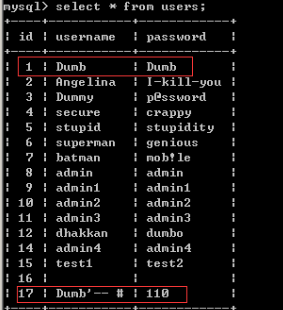 mysql> select * from users;
+----+----------+------------+
| id | username | password   |
+----+----------+------------+
| 1 | Dumb | Dumb |
| 2 | Angelina | I-kill-you |
| 3 | Dummy | p@ssword |
| 4 | secure | crappy |
| 5 | stupid | stupidity |
| 6 | superman | genious |
| 7 | batman | mob!le |
| 8 | admin | admin |
| 9 | admin1 | admin1 |
| 10 | admin2 | admin2 |
| 11 | admin3 | admin3 |
| 12 | dhakkan | dumbo |
| 14 | admin4 | admin4 |
| 15 | test1 | test2 |
| 16 | | |
| 17 | Dumb'-- # | 110 |